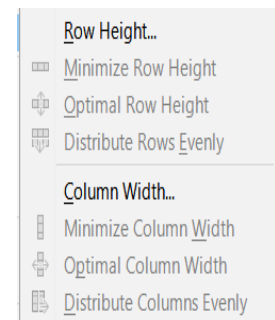 Row Height...
Minimize Row Height
Optimal Row Height
Distribute Rows Evenly
Column Width...
Minimize Column Width
Optimal Column Width
Distribute Columns Evenly